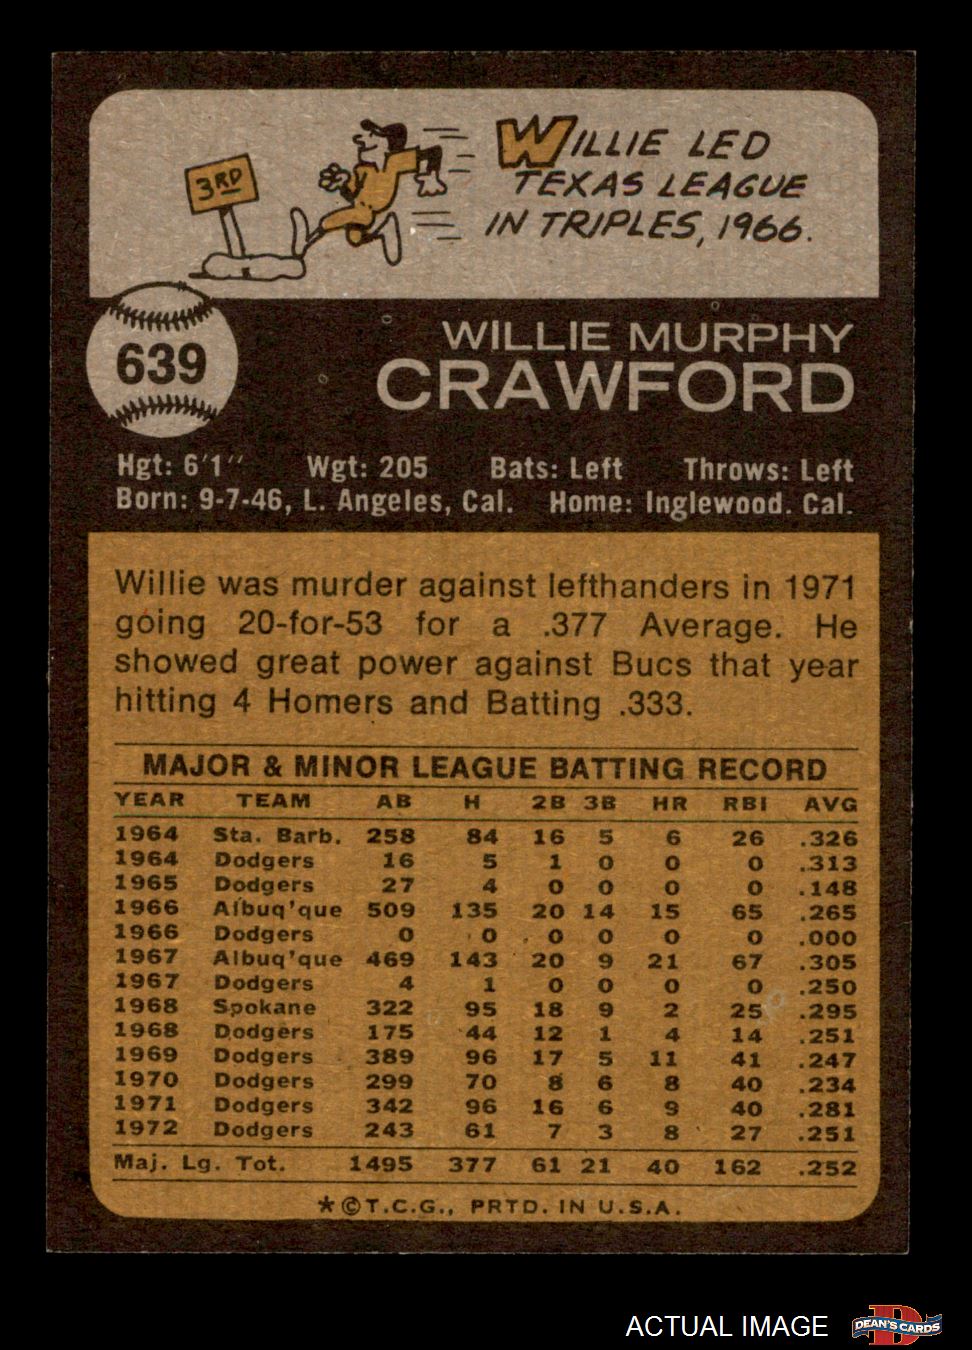 3RD
WILLIE LED
TEXAS LEAGUE
IN TRIPLES, 1966.
639
WILLIE MURPHY
CRAWFORD
Hgt: 6'1" Wgt: 205 Bats: Left Throws: Left
Born: 9-7-46, L. Angeles, Cal. Home: Inglewood. Cal.
Willie was murder against lefthanders in 1971
going 20-for-53 for a .377 Average. He
showed great power against Bucs that year
hitting 4 Homers and Batting .333.
MAJOR & MINOR LEAGUE BATTING RECORD
YEAR TEAM AB H 2B 3B HR RBI AVG
1964 Sta. Barb. 258 84 16 5 6 26 .326
1964 Dodgers 16 5 1 0 0 0 .313
1965 Dodgers 27 4 0 0 0 0 .148
1966 Albuq'que 509 135 20 14 15 65 .265
1966 Dodgers 0 0 0 0 0 0 .000
1967 Albuq'que 469 143 20 9 21 67 .305
1967 Dodgers 4 1 0 0 0 0 .250
1968 Spokane 322 95 18 9 2 25 .295
1968 Dodgers 175 44 12 1 4 14 .251
1969 Dodgers 389 96 17 5 11 41 .247
1970 Dodgers 299 70 8 6 8 40 .234
1971 Dodgers 342 96 16 6 9 40 .281
1972 Dodgers 243 61 7 3 8 27 .251
Maj. Lg. Tot. 1495 377 61 21 40 162 .252
*©T.C.G., PRTD. IN U.S.A.
ACTUAL IMAGE
D
DEAN'S CARDS